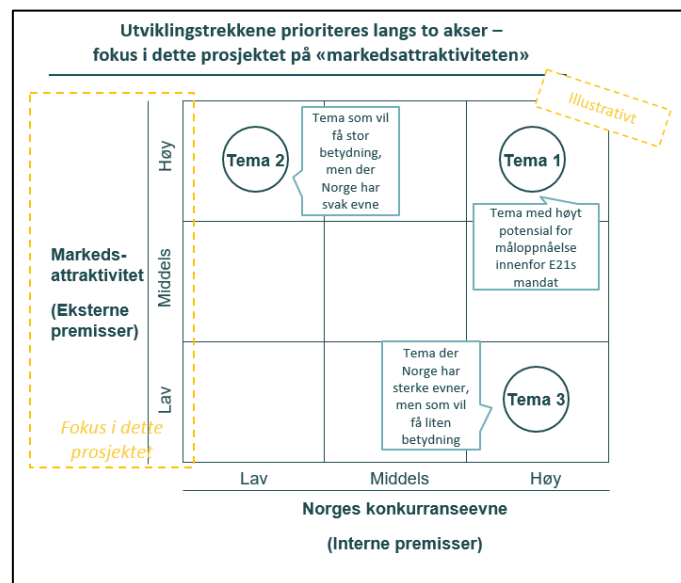 Utviklingstrekkene prioriteres langs to akser –
fokus i dette prosjektet på «markedsattraktiviteten»
Illustrativt
Høy
Tema 2
Tema som vil
få stor
betydning,
men der
Norge har
svak evne
Tema 1
Tema med høyt
potensial for
måloppnåelse
innenfor E21s
mandat
Markeds-
attraktivitet
(Eksterne
premisser)
Middels
Lav
Tema der
Norge har
sterke evner,
men som vil
få liten
betydning
Tema 3
Fokus i dette
prosjektet
Lav
Middels
Høy
Norges konkurranseevne
(Interne premisser)